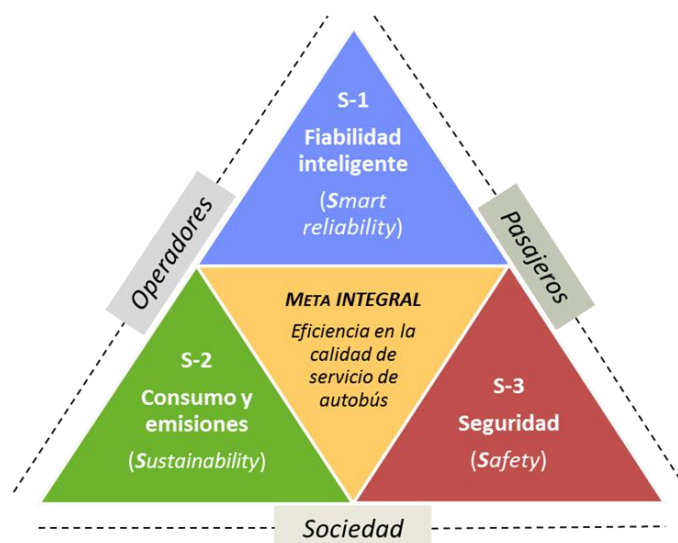 S-1
Fiabilidad
inteligente
(Smart
reliability)
Operadores
Pasajeros
META INTEGRAL
Eficiencia en la
calidad de
servicio de
autobús
S-2
Consumo y
emisiones
(Sustainability)
S-3
Seguridad
(Safety)
Sociedad